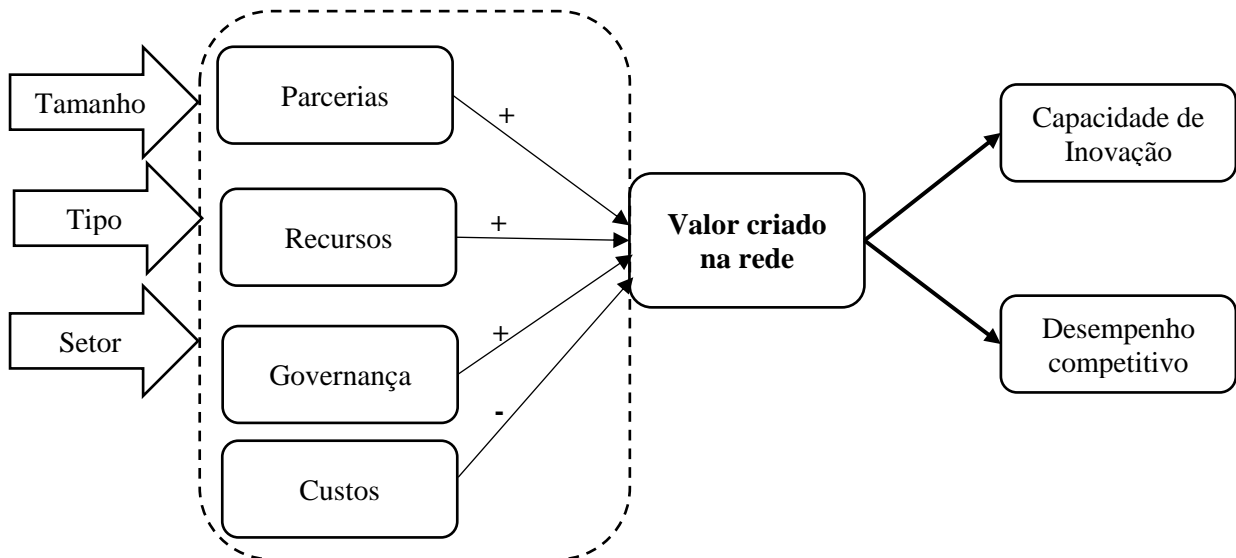 Tamanho
Tipo
Setor
Parcerias
Recursos
Governança
Custos
+
+
+
-
Valor criado
na rede
Capacidade de
Inovação
Desempenho
competitivo